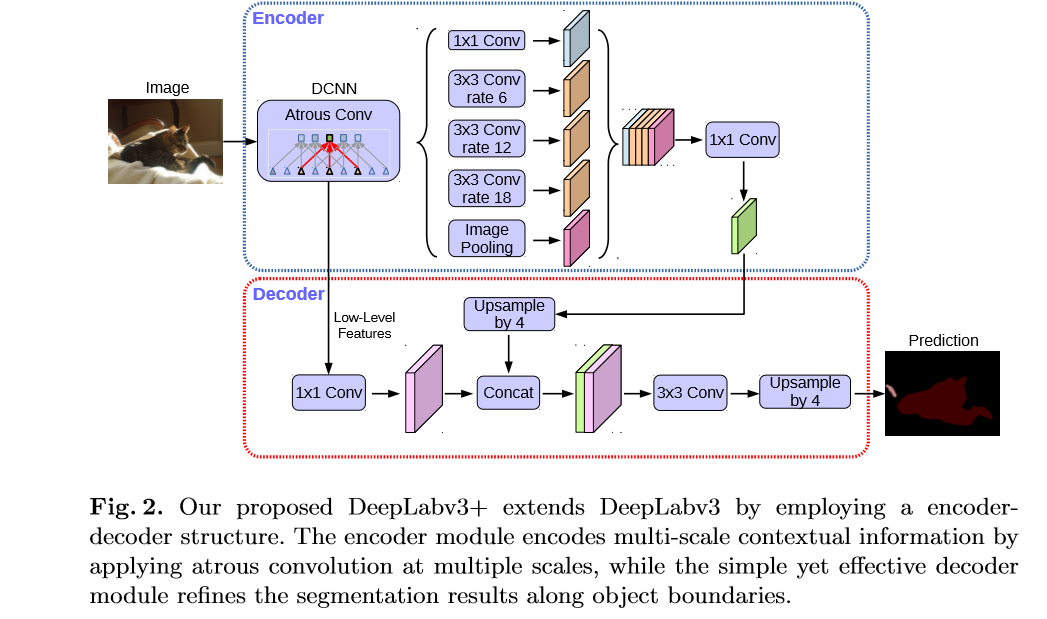 Encoder
Image
DCNN
Atrous Conv
1x1 Conv
3x3 Conv
rate 6
3x3 Conv
rate 12
3x3 Conv
rate 18
Image
Pooling
1x1 Conv
Decoder
Low-Level
Features
Upsample
by 4
1x1 Conv
Concat
3x3 Conv
Upsample
by 4
Prediction
Fig. 2. Our proposed DeepLabv3+ extends DeepLabv3 by employing a encoder-
decoder structure. The encoder module encodes multi-scale contextual information by
applying atrous convolution at multiple scales, while the simple yet effective decoder
module refines the segmentation results along object boundaries.